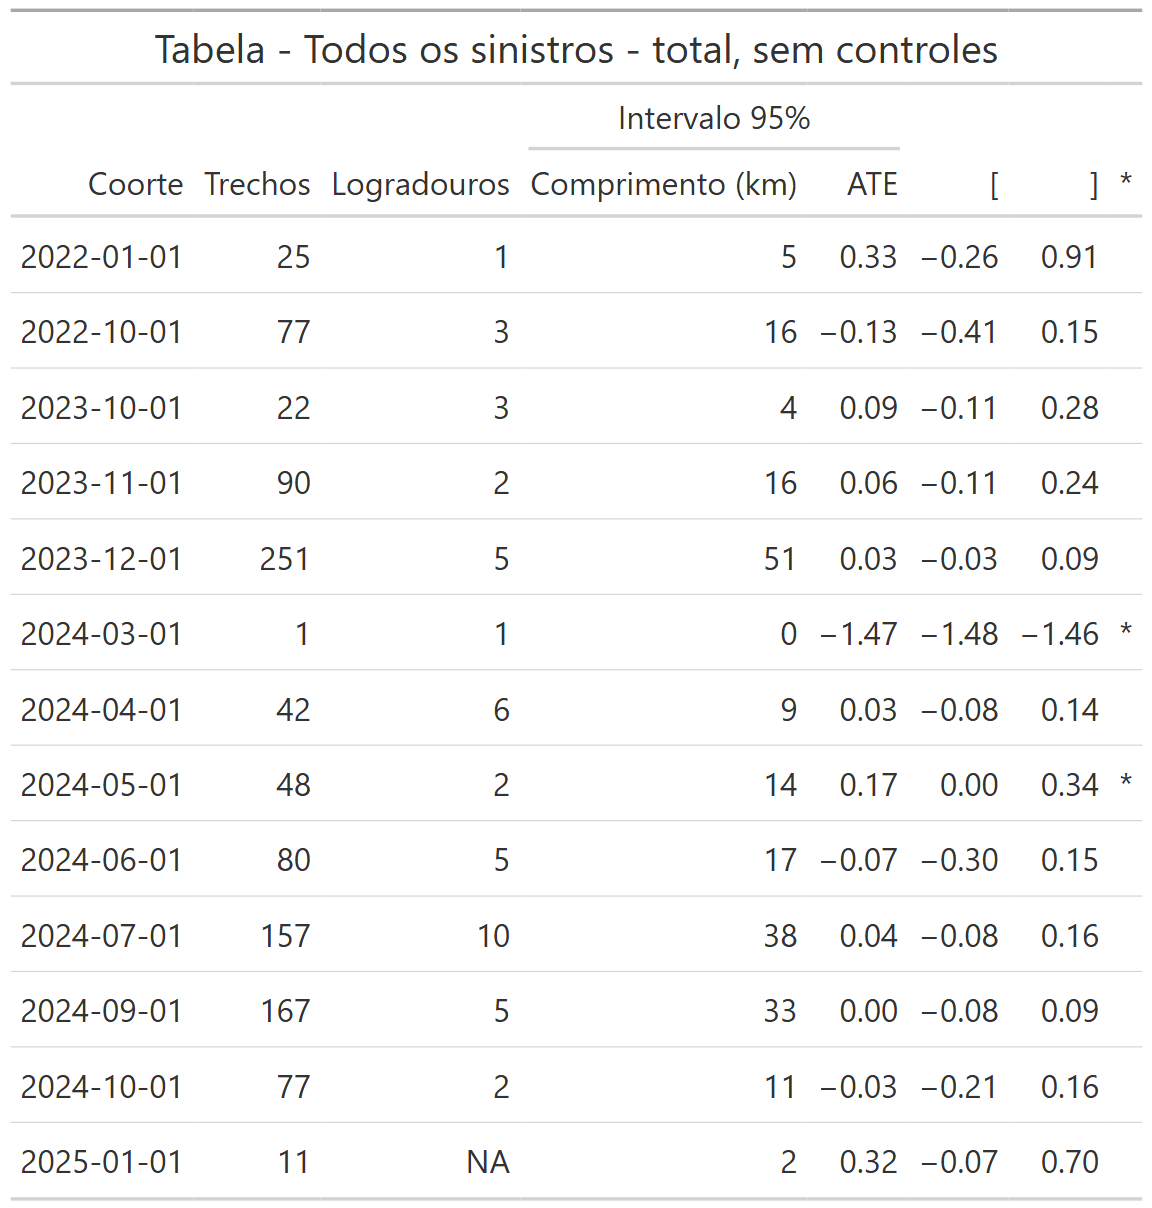 Tabela - Todos os sinistros - total, sem controles
Intervalo 95%
Coorte Trechos Logradouros Comprimento (km) ATE [ ] *
2022-01-01 25 1 5 0.33 −0.26 0.91
2022-10-01 77 3 16 −0.13 −0.41 0.15
2023-10-01 22 3 4 0.09 −0.11 0.28
2023-11-01 90 2 16 0.06 −0.11 0.24
2023-12-01 251 5 51 0.03 −0.03 0.09
2024-03-01 1 1 0 −1.47 −1.48 −1.46 *
2024-04-01 42 6 9 0.03 −0.08 0.14
2024-05-01 48 2 14 0.17 0.00 0.34 *
2024-06-01 80 5 17 −0.07 −0.30 0.15
2024-07-01 157 10 38 0.04 −0.08 0.16
2024-09-01 167 5 33 0.00 −0.08 0.09
2024-10-01 77 2 11 −0.03 −0.21 0.16
2025-01-01 11 NA 2 0.32 −0.07 0.70